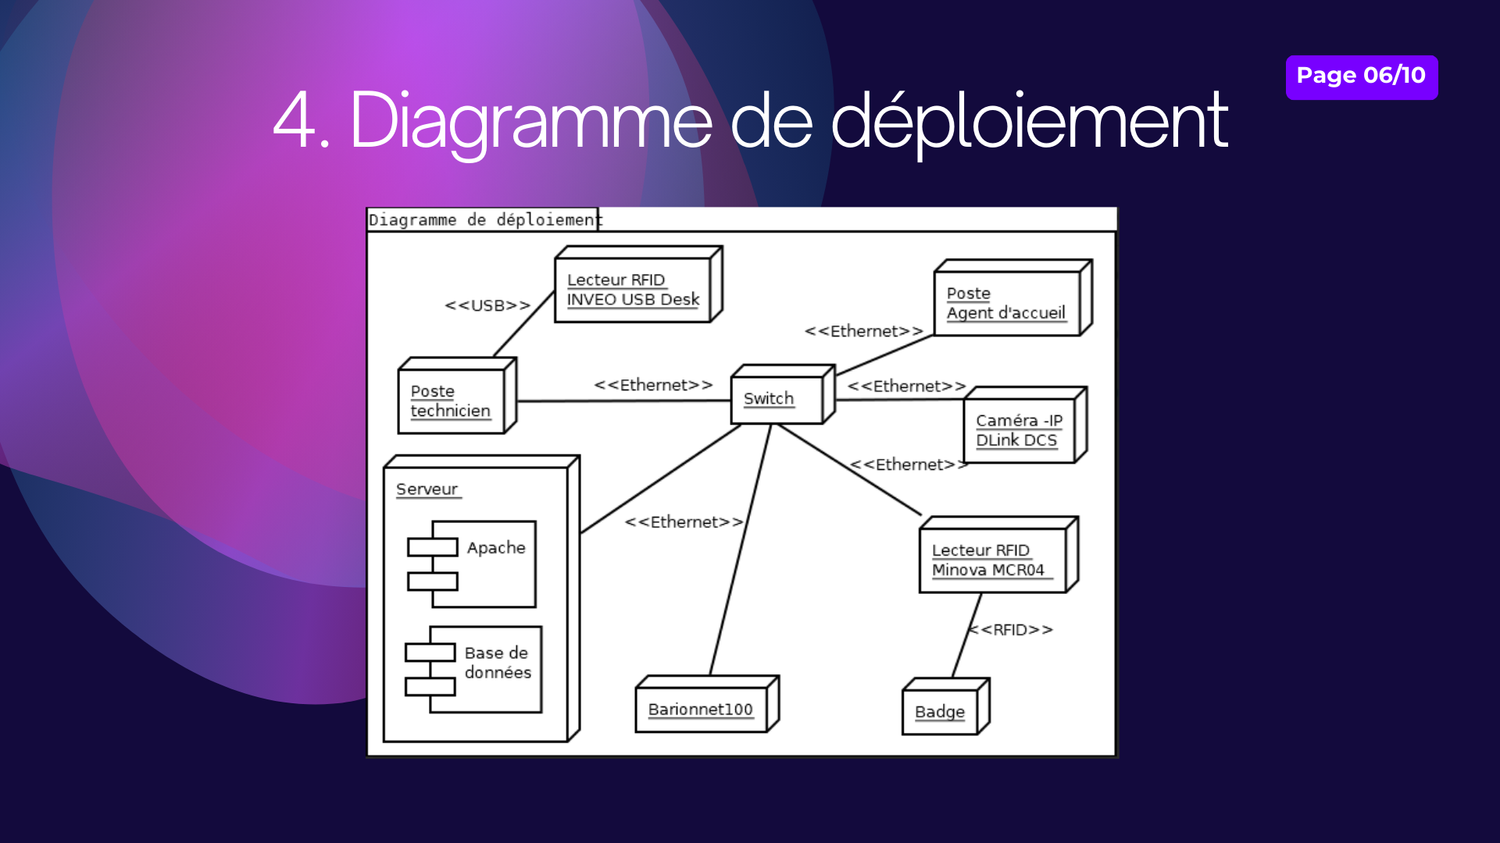 Page 06/10
4. Diagramme de déploiement
Diagramme de déploiement
Lecteur RFID
INVEO USB Desk
<<USB>>
Poste
Agent d'accueil
<<Ethernet>>
Poste
technicien
<<Ethernet>>
Switch
<<Ethernet>>
Caméra -IP
DLink DCS
<<Ethernet>>
Serveur
<<Ethernet>>
Apache
Lecteur RFID
Minova MCR04
<<RFID>>
Base de
données
Barionnet100
Badge